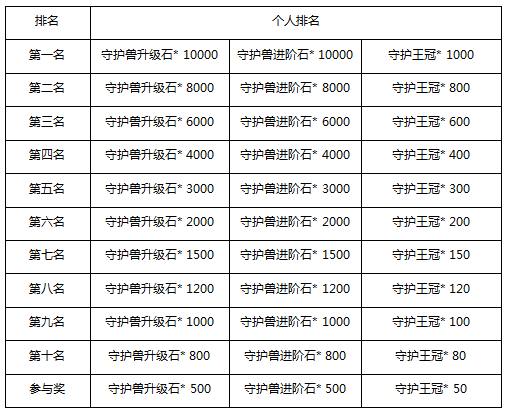 排名 个人排名
第一名 守护兽升级石* 10000 守护兽进阶石* 10000 守护王冠* 1000
第二名 守护兽升级石* 8000 守护兽进阶石* 8000 守护王冠* 800
第三名 守护兽升级石* 6000 守护兽进阶石* 6000 守护王冠* 600
第四名 守护兽升级石* 4000 守护兽进阶石* 4000 守护王冠* 400
第五名 守护兽升级石* 3000 守护兽进阶石* 3000 守护王冠* 300
第六名 守护兽升级石* 2000 守护兽进阶石* 2000 守护王冠* 200
第七名 守护兽升级石* 1500 守护兽进阶石* 1500 守护王冠* 150
第八名 守护兽升级石* 1200 守护兽进阶石* 1200 守护王冠* 120
第九名 守护兽升级石* 1000 守护兽进阶石* 1000 守护王冠* 100
第十名 守护兽升级石* 800 守护兽进阶石* 800 守护王冠* 80
参与奖 守护兽升级石* 500 守护兽进阶石* 500 守护王冠* 50